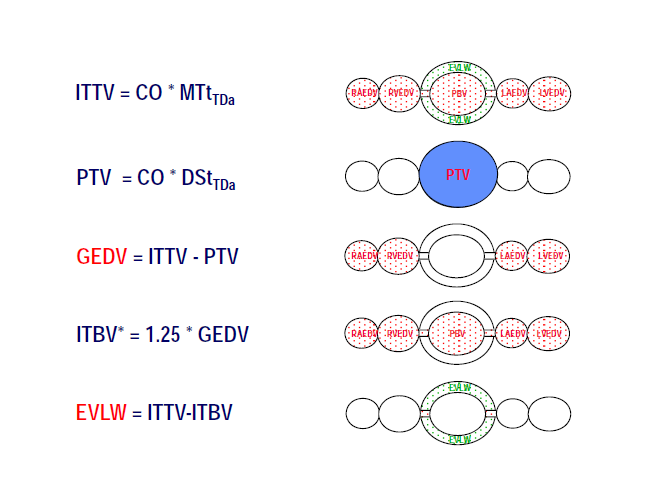 ITTV = CO * MTtTDa
EVLW
RAEDV RVEDV PBV LAEDV LVEDV
EVLW
PTV = CO * DStTDa
PTV
GEDV = ITTV - PTV
RAEDV RVEDV LAEDV LVEDV
ITBV* = 1.25 * GEDV
RAEDV RVEDV PBV LAEDV LVEDV
EVLW = ITTV-ITBV
EVLW
EVLW